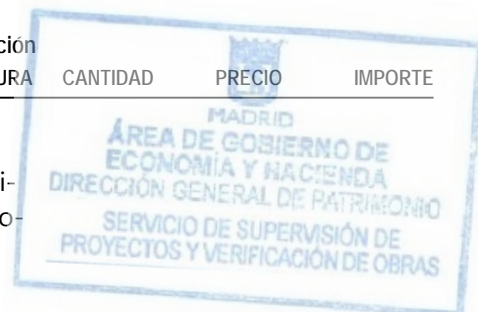 ción
URA CANTIDAD PRECIO IMPORTE
MADRID
ÁREA DE GOBIERNO DE
ECONOMÍA Y HACIENDA
i-
DIRECCIÓN GENERAL DE PATRIMONIO
o-
SERVICIO DE SUPERVISIÓN DE
PROYECTOS Y VERIFICACIÓN DE OBRAS